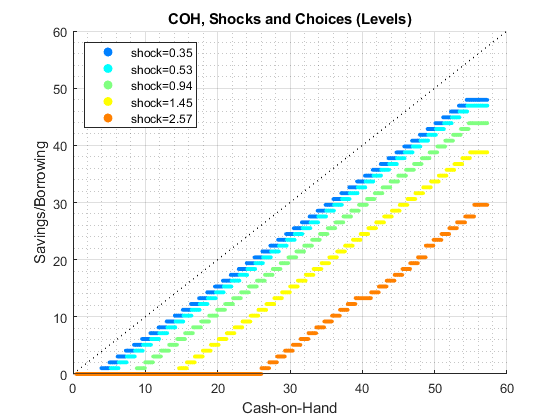 COH, Shocks and Choices (Levels)
60
50
40
30
20
10
0
Savings/Borrowing
shock=0.35
shock=0.53
shock=0.94
shock=1.45
shock=2.57
0 10 20 30 40 50 60
Cash-on-Hand